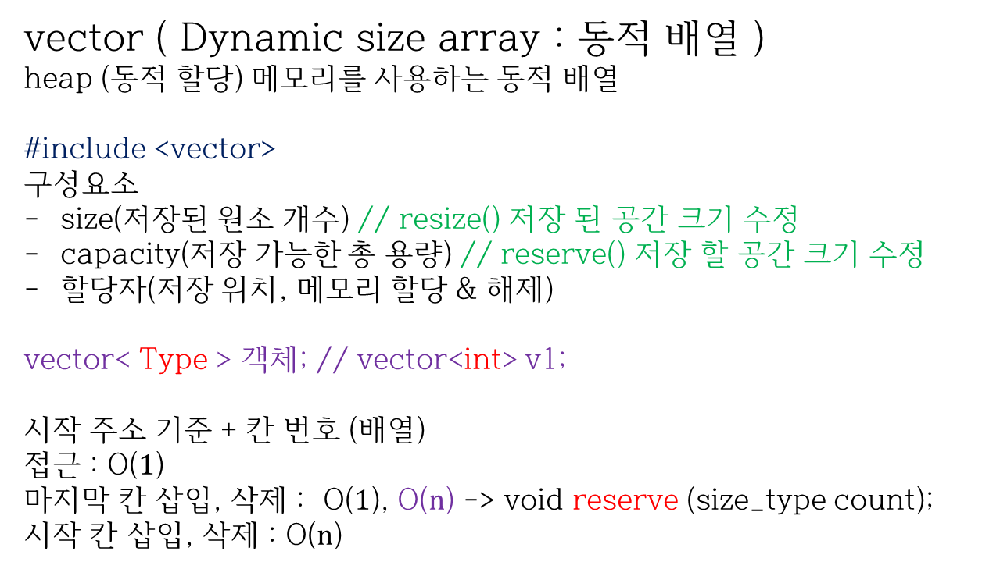 vector ( Dynamic size array : 동적 배열 )
heap (동적 할당) 메모리를 사용하는 동적 배열
#include <vector>
구성요소
- size(저장된 원소 개수) // resize() 저장 된 공간 크기 수정
- capacity(저장 가능한 총 용량) // reserve() 저장 할 공간 크기 수정
- 할당자(저장 위치, 메모리 할당 & 해제)
vector< Type > 객체; // vector<int> v1;
시작 주소 기준 + 칸 번호 (배열)
접근 : O(1)
마지막 칸 삽입, 삭제 : O(1), O(n) -> void reserve (size_type count);
시작 칸 삽입, 삭제 : O(n)